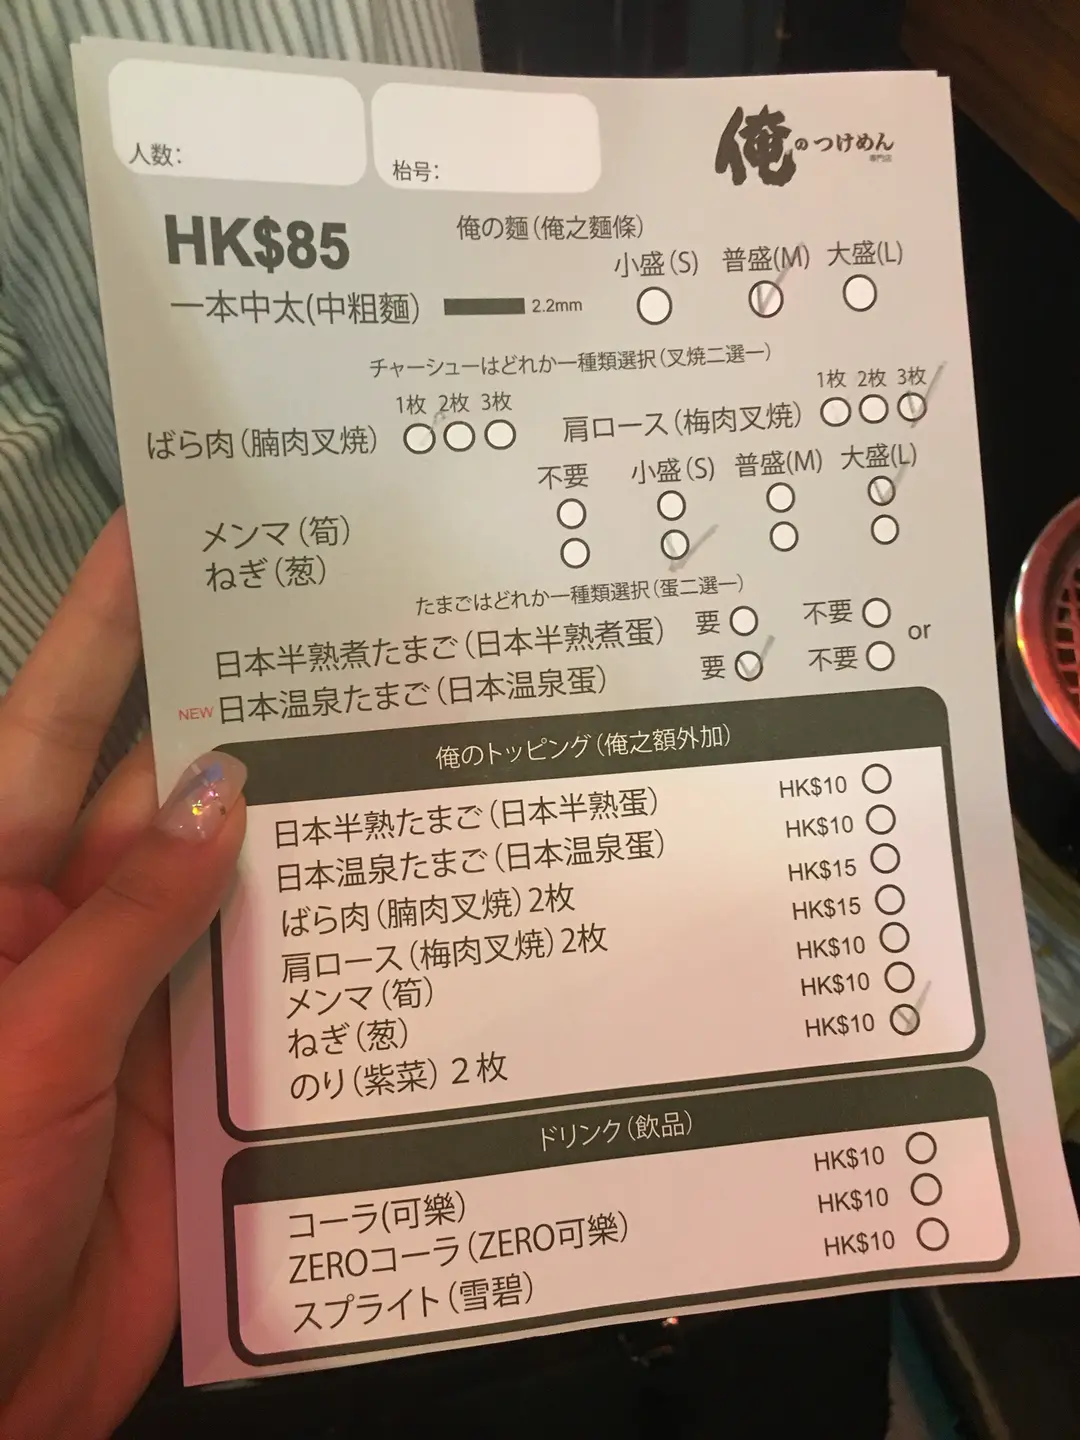 人数:
枱号:
俺のつけめん
専門店
HK$85
俺の麵(俺之麵條)
小盛(S) 普盛(M) 大盛(L)
一本中太(中粗麵) 2.2mm
チャーシューはどれか一種類選択(叉焼二選一)
1枚 2枚 3枚 1枚 2枚 3枚
ばら肉(腩肉叉焼) 肩ロース(梅肉叉焼)
不要 小盛(S) 普盛(M) 大盛(L)
メンマ(筍)
ねぎ(葱)
たまごはどれか一種類選択(蛋二選一)
日本半熟煮たまご(日本半熟煮蛋) 要 不要 or
NEW 日本温泉たまご(日本温泉蛋) 要 不要
俺のトッピング(俺之額外加)
日本半熟たまご(日本半熟蛋) HK$10
日本温泉たまご(日本温泉蛋) HK$10
ばら肉(腩肉叉焼)2枚 HK$15
肩ロース(梅肉叉焼)2枚 HK$15
メンマ(筍) HK$10
ねぎ(葱) HK$10
のり(紫菜)2枚 HK$10
ドリンク(飲品)
コーラ(可樂) HK$10
ZEROコーラ(ZERO可樂) HK$10
スプライト(雪碧) HK$10